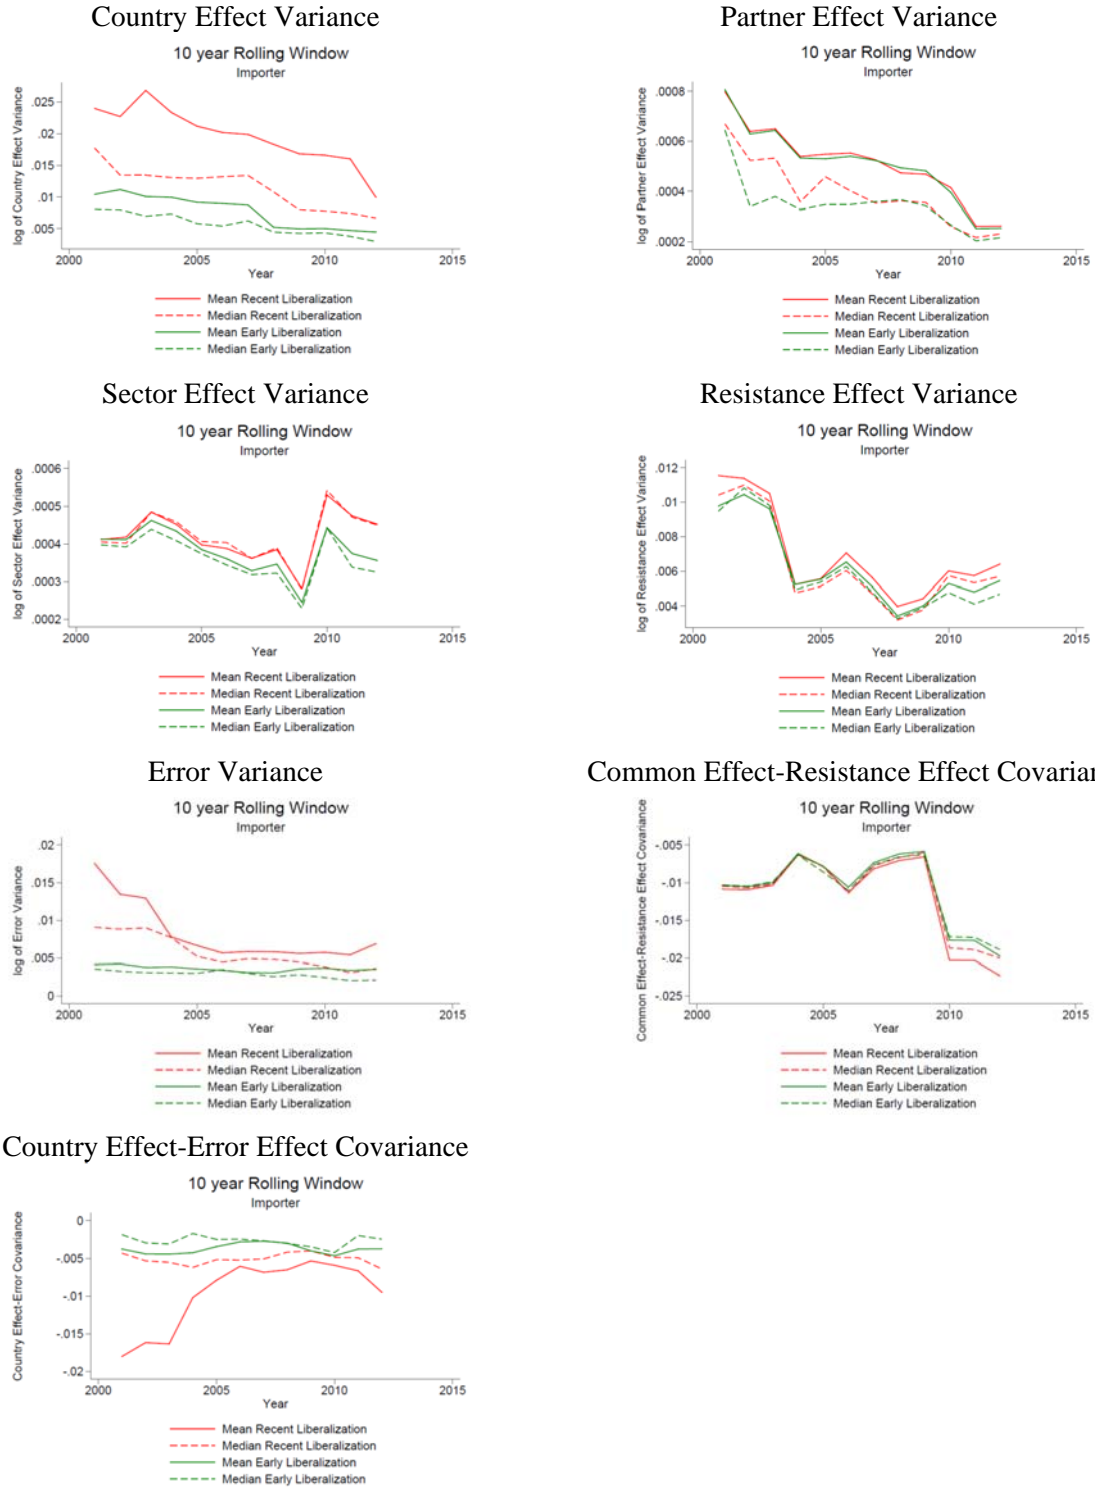 Country Effect Variance
10 year Rolling Window
Importer
log of Country Effect Variance
.025
.02
.015
.01
.005
2000 2005 2010 2015
Year
Mean Recent Liberalization
Median Recent Liberalization
Mean Early Liberalization
Median Early Liberalization
Partner Effect Variance
10 year Rolling Window
Importer
log of Partner Effect Variance
.0008
.0006
.0004
.0002
2000 2005 2010 2015
Year
Mean Recent Liberalization
Median Recent Liberalization
Mean Early Liberalization
Median Early Liberalization
Sector Effect Variance
10 year Rolling Window
Importer
log of Sector Effect Variance
.0006
.0005
.0004
.0003
.0002
2000 2005 2010 2015
Year
Mean Recent Liberalization
Median Recent Liberalization
Mean Early Liberalization
Median Early Liberalization
Resistance Effect Variance
10 year Rolling Window
Importer
log of Resistance Effect Variance
.012
.01
.008
.006
.004
2000 2005 2010 2015
Year
Mean Recent Liberalization
Median Recent Liberalization
Mean Early Liberalization
Median Early Liberalization
Error Variance
10 year Rolling Window
Importer
log of Error Variance
.02
.015
.01
.005
0
2000 2005 2010 2015
Year
Mean Recent Liberalization
Median Recent Liberalization
Mean Early Liberalization
Median Early Liberalization
Common Effect-Resistance Effect Covarian
10 year Rolling Window
Importer
Common Effect-Resistance Effect Covariance
-.005
-.01
-.015
-.02
-.025
2000 2005 2010 2015
Year
Mean Recent Liberalization
Median Recent Liberalization
Mean Early Liberalization
Median Early Liberalization
Country Effect-Error Effect Covariance
10 year Rolling Window
Importer
Country Effect-Error Covariance
0
-.005
-.01
-.015
-.02
2000 2005 2010 2015
Year
Mean Recent Liberalization
Median Recent Liberalization
Mean Early Liberalization
Median Early Liberalization